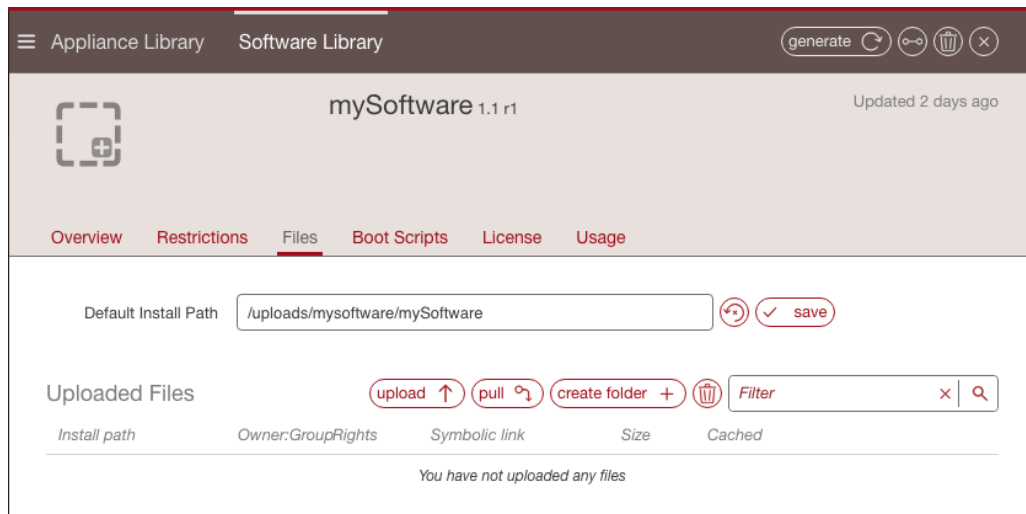 Appliance Library Software Library generate
mySoftware 1.1 r1 Updated 2 days ago
Overview Restrictions Files Boot Scripts License Usage
Default Install Path /uploads/mysoftware/mySoftware save
Uploaded Files upload pull create folder Filter
Install path Owner:GroupRights Symbolic link Size Cached
You have not uploaded any files